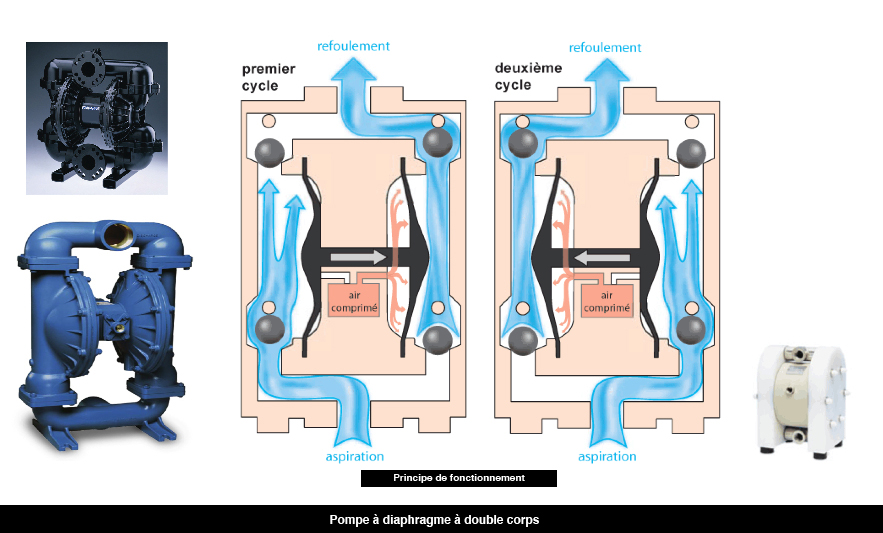 refoulement
premier
cycle
air
comprimé
aspiration
refoulement
deuxième
cycle
air
comprimé
aspiration
Principe de fonctionnement
Pompe à diaphragme à double corps